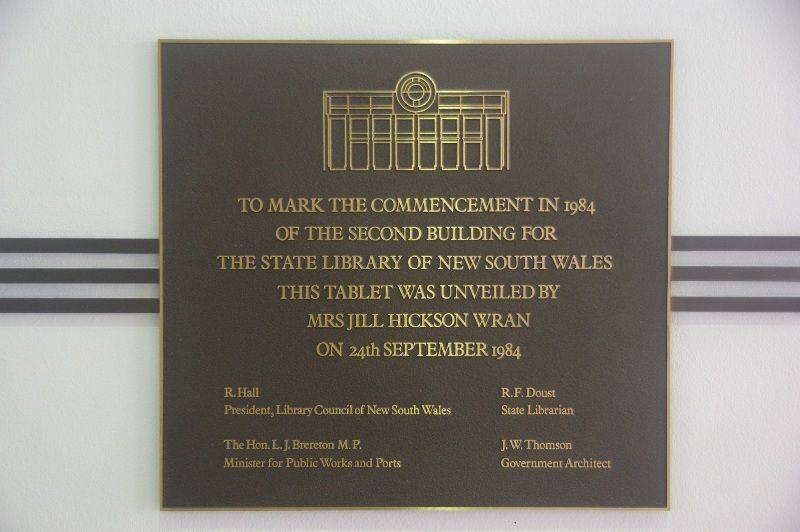 TO MARK THE COMMENCEMENT IN 1984
OF THE SECOND BUILDING FOR
THE STATE LIBRARY OF NEW SOUTH WALES
THIS TABLET WAS UNVEILED BY
MRS JILL HICKSON WRAN
ON 24th SEPTEMBER 1984
R. Hall
President, Library Council of New South Wales
R. F. Doust
State Librarian
The Hon. L. J. Brereton M. P.
Minister for Public Works and Ports
J. W. Thomson
Government Architect